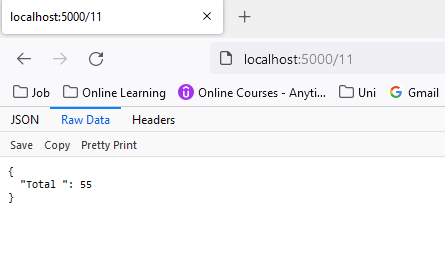 localhost:5000/11
localhost:5000/11
Job Online Learning Online Courses - Anyti... Uni Gmail
JSON Raw Data Headers
Save Copy Pretty Print
{
"Total ": 55
}